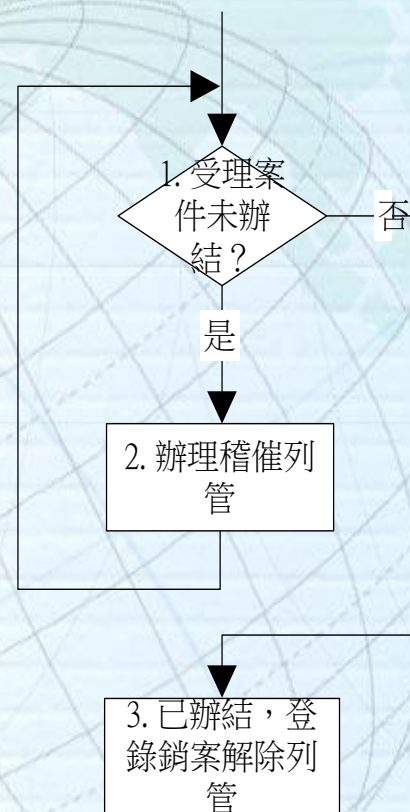 1. 受理案
件未辦
結？
否
是
2. 辦理稽催列
管
3. 已辦結，登
錄銷案解除列
管